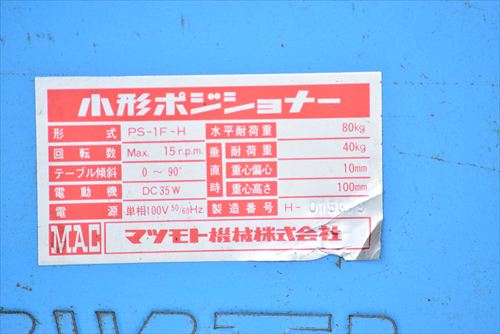 小形ポジショナー
形式 PS-1F-H 水平耐荷重 80kg
回転数 Max. 15r.p.m. 垂直時 耐荷重 40kg
テーブル傾斜 0～90° 重心偏心 10mm
電動機 DC35W 重心高さ 100mm
電源 単相100V 50/60Hz 製造番号 H-
MAC マツモト機械株式会社